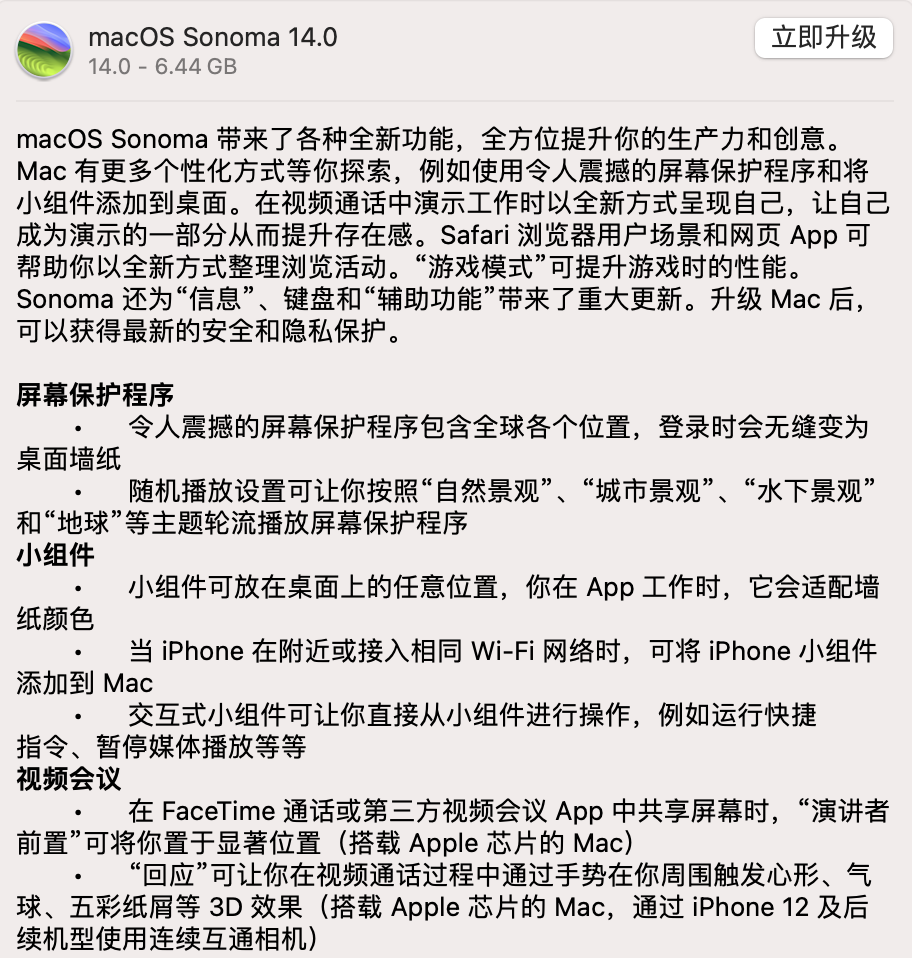 macOS Sonoma 14.0
立即升级
14.0 - 6.44 GB
macOS Sonoma 带来了各种全新功能，全方位提升你的生产力和创意。
Mac 有更多个性化方式等你探索，例如使用令人震撼的屏幕保护程序和将
小组件添加到桌面。在视频通话中演示工作时以全新方式呈现自己，让自己
成为演示的一部分从而提升存在感。Safari 浏览器用户场景和网页 App 可
帮助你以全新方式整理浏览活动。“游戏模式”可提升游戏时的性能。
Sonoma 还为“信息”、键盘和“辅助功能”带来了重大更新。升级 Mac 后，
可以获得最新的安全和隐私保护。
屏幕保护程序
• 令人震撼的屏幕保护程序包含全球各个位置，登录时会无缝变为
桌面墙纸
• 随机播放设置可让你按照“自然景观”、“城市景观”、“水下景观”
和“地球”等主题轮流播放屏幕保护程序
小组件
• 小组件可放在桌面上的任意位置，你在 App 工作时，它会适配墙
纸颜色
• 当 iPhone 在附近或接入相同 Wi-Fi 网络时，可将 iPhone 小组件
添加到 Mac
• 交互式小组件可让你直接从小组件进行操作，例如运行快捷
指令、暂停媒体播放等等
视频会议
• 在 FaceTime 通话或第三方视频会议 App 中共享屏幕时，“演讲者
前置”可将你置于显著位置（搭载 Apple 芯片的 Mac）
• “回应”可让你在视频通话过程中通过手势在你周围触发心形、气
球、五彩纸屑等 3D 效果（搭载 Apple 芯片的 Mac，通过 iPhone 12 及后
续机型使用连续互通相机）